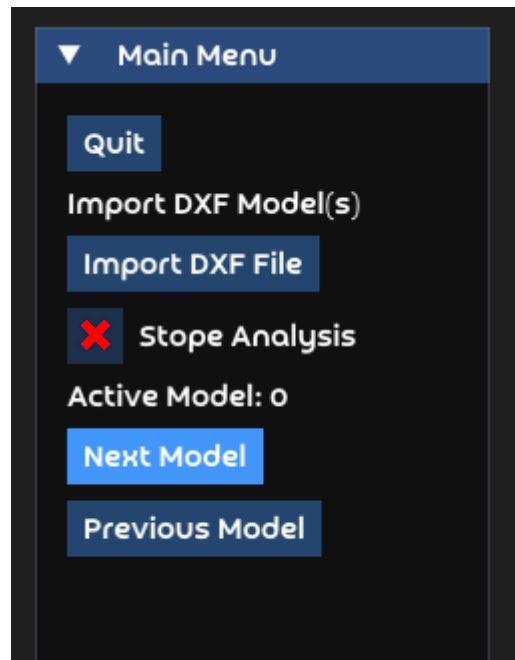 Main Menu
Quit
Import DXF Model(s)
Import DXF File
Stope Analysis
Active Model: 0
Next Model
Previous Model